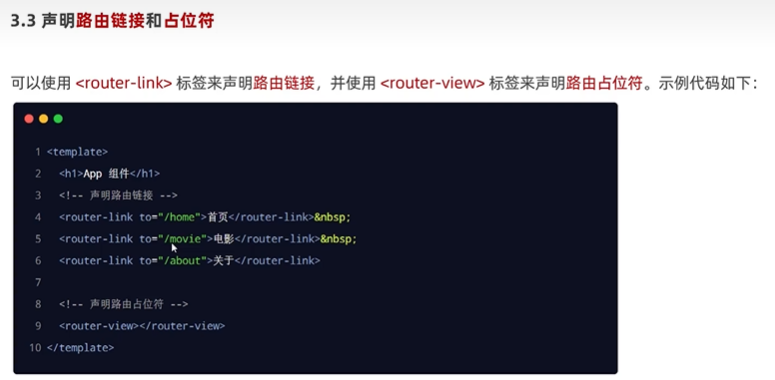 3.3 声明路由链接和占位符
可以使用 <router-link> 标签来声明路由链接，并使用 <router-view> 标签来声明路由占位符。示例代码如下：
1 <template>
2   <h1>App 组件</h1>
3   <!-- 声明路由链接 -->
4   <router-link to="/home">首页</router-link>&nbsp;
5   <router-link to="/movie">电影</router-link>&nbsp;
6   <router-link to="/about">关于</router-link>
7
8   <!-- 声明路由占位符 -->
9   <router-view></router-view>
10 </template>